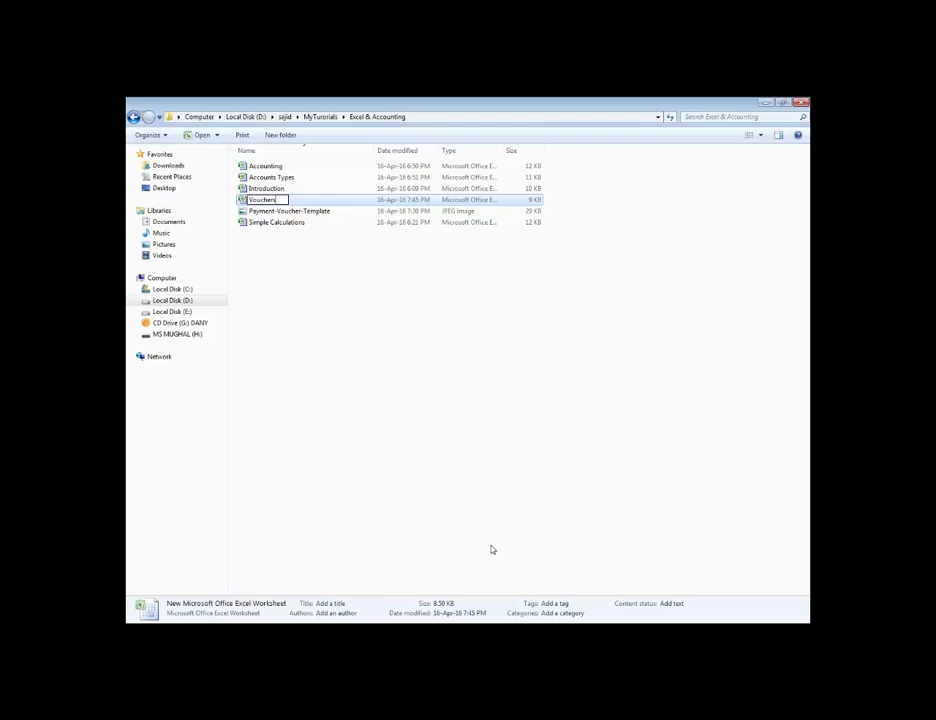 Computer Local Disk (D:) sajid MyTurorials Excel & Accounting Search Excel & Accounting
Organize Open Print New folder
Name Date modified Type Size
Favorites
Downloads
Recent Places
Desktop
Libraries
Documents
Music
Pictures
Videos
Computer
Local Disk (C:)
Local Disk (D:)
Local Disk (E:)
CD Drive (G:) DANY
MS MUGHAL (H:)
Network
Accounting 16-Apr-16 6:50 PM Microsoft Office E... 12 KB
Accounts Types 16-Apr-16 6:51 PM Microsoft Office E... 11 KB
Introduction 16-Apr-16 6:09 PM Microsoft Office E... 10 KB
Vouchers 16-Apr-16 7:45 PM Microsoft Office E... 9 KB
Payment-Voucher-Template 16-Apr-16 7:30 PM JPEG image 29 KB
Simple Calculations 16-Apr-16 6:21 PM Microsoft Office E... 12 KB
New Microsoft Office Excel Worksheet Title: Add a title Size: 8.50 KB Tags: Add a tag Content status: Add text
Microsoft Office Excel Worksheet Authors: Add an author Date modified: 16-Apr-16 7:45 PM Categories: Add a category